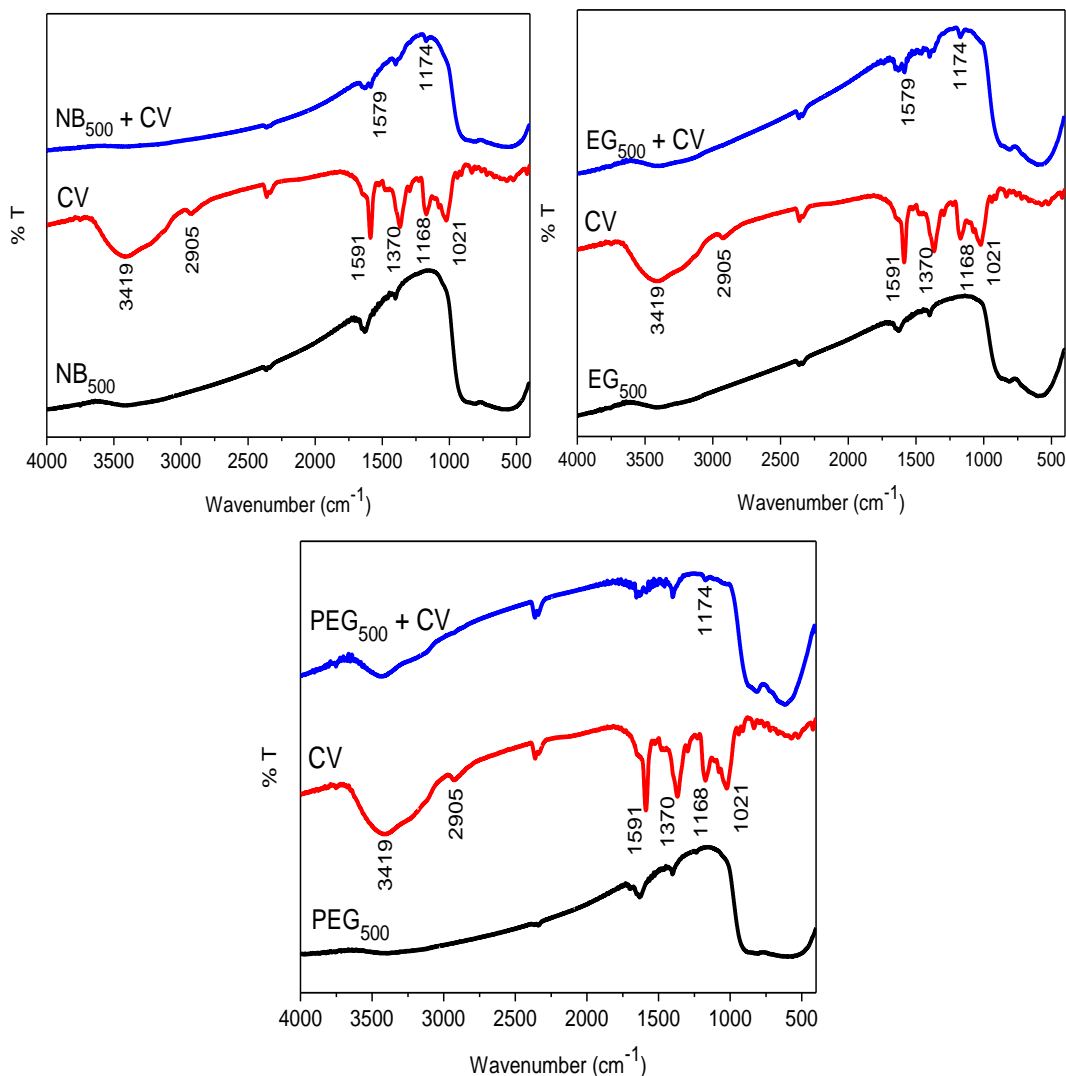 NB500 + CV
1579
1174
CV
3419
2905
1591
1370
1168
1021
NB500
% T
4000 3500 3000 2500 2000 1500 1000 500
Wavenumber (cm-1)
EG500 + CV
1579
1174
CV
3419
2905
1591
1370
1168
1021
EG500
% T
4000 3500 3000 2500 2000 1500 1000 500
Wavenumber (cm-1)
PEG500 + CV
1174
CV
3419
2905
1591
1370
1168
1021
PEG500
% T
4000 3500 3000 2500 2000 1500 1000 500
Wavenumber (cm-1)